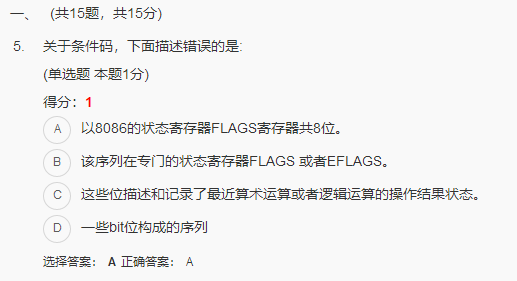 一、 (共15题，共15分)
5. 关于条件码，下面描述错误的是:
(单选题 本题1分)
得分：1
A 以8086的状态寄存器FLAGS寄存器共8位。
B 该序列在专门的状态寄存器FLAGS 或者EFLAGS。
C 这些位描述和记录了最近算术运算或者逻辑运算的操作结果状态。
D 一些bit位构成的序列
选择答案： A 正确答案： A